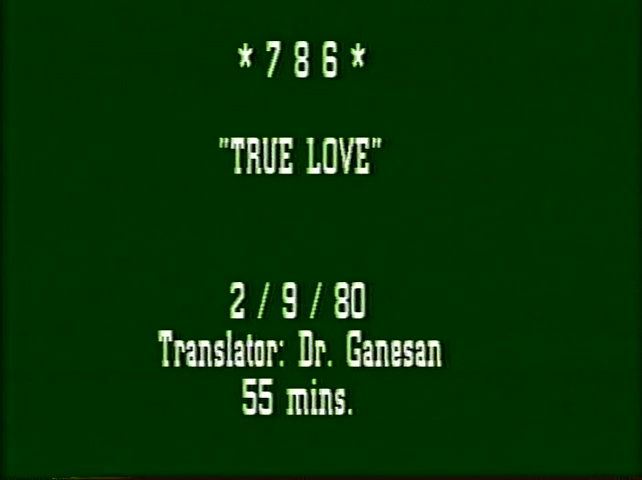 *786*
"TRUE LOVE"
2/9/80
Translator: Dr. Ganesan
55 mins.